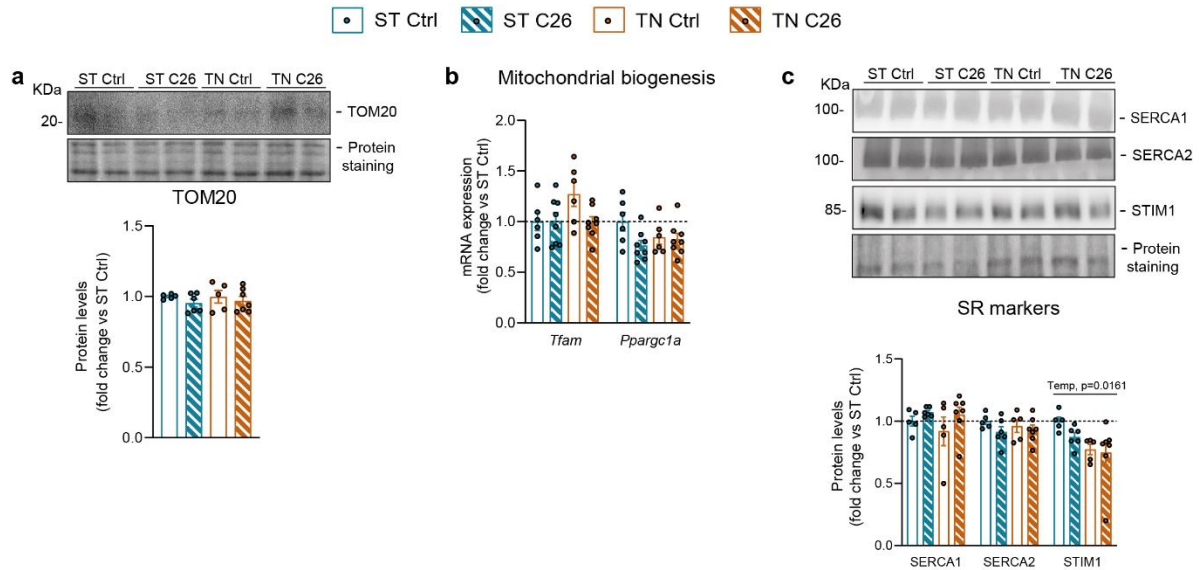 ST Ctrl ST C26 TN Ctrl TN C26
a
ST Ctrl ST C26 TN Ctrl TN C26
KDa
20-
- TOM20
- Protein
staining
TOM20
Protein levels
(fold change vs ST Ctrl)
1.5
1.0
0.5
0.0
b
Mitochondrial biogenesis
mRNA expression
(fold change vs ST Ctrl)
2.0
1.5
1.0
0.5
0.0
Tfam Ppargc1a
c
ST Ctrl ST C26 TN Ctrl TN C26
KDa
100-
- SERCA1
100-
- SERCA2
85-
- STIM1
- Protein
staining
SR markers
Protein levels
(fold change vs ST Ctrl)
1.5
1.0
0.5
0.0
Temp, p=0.0161
SERCA1 SERCA2 STIM1